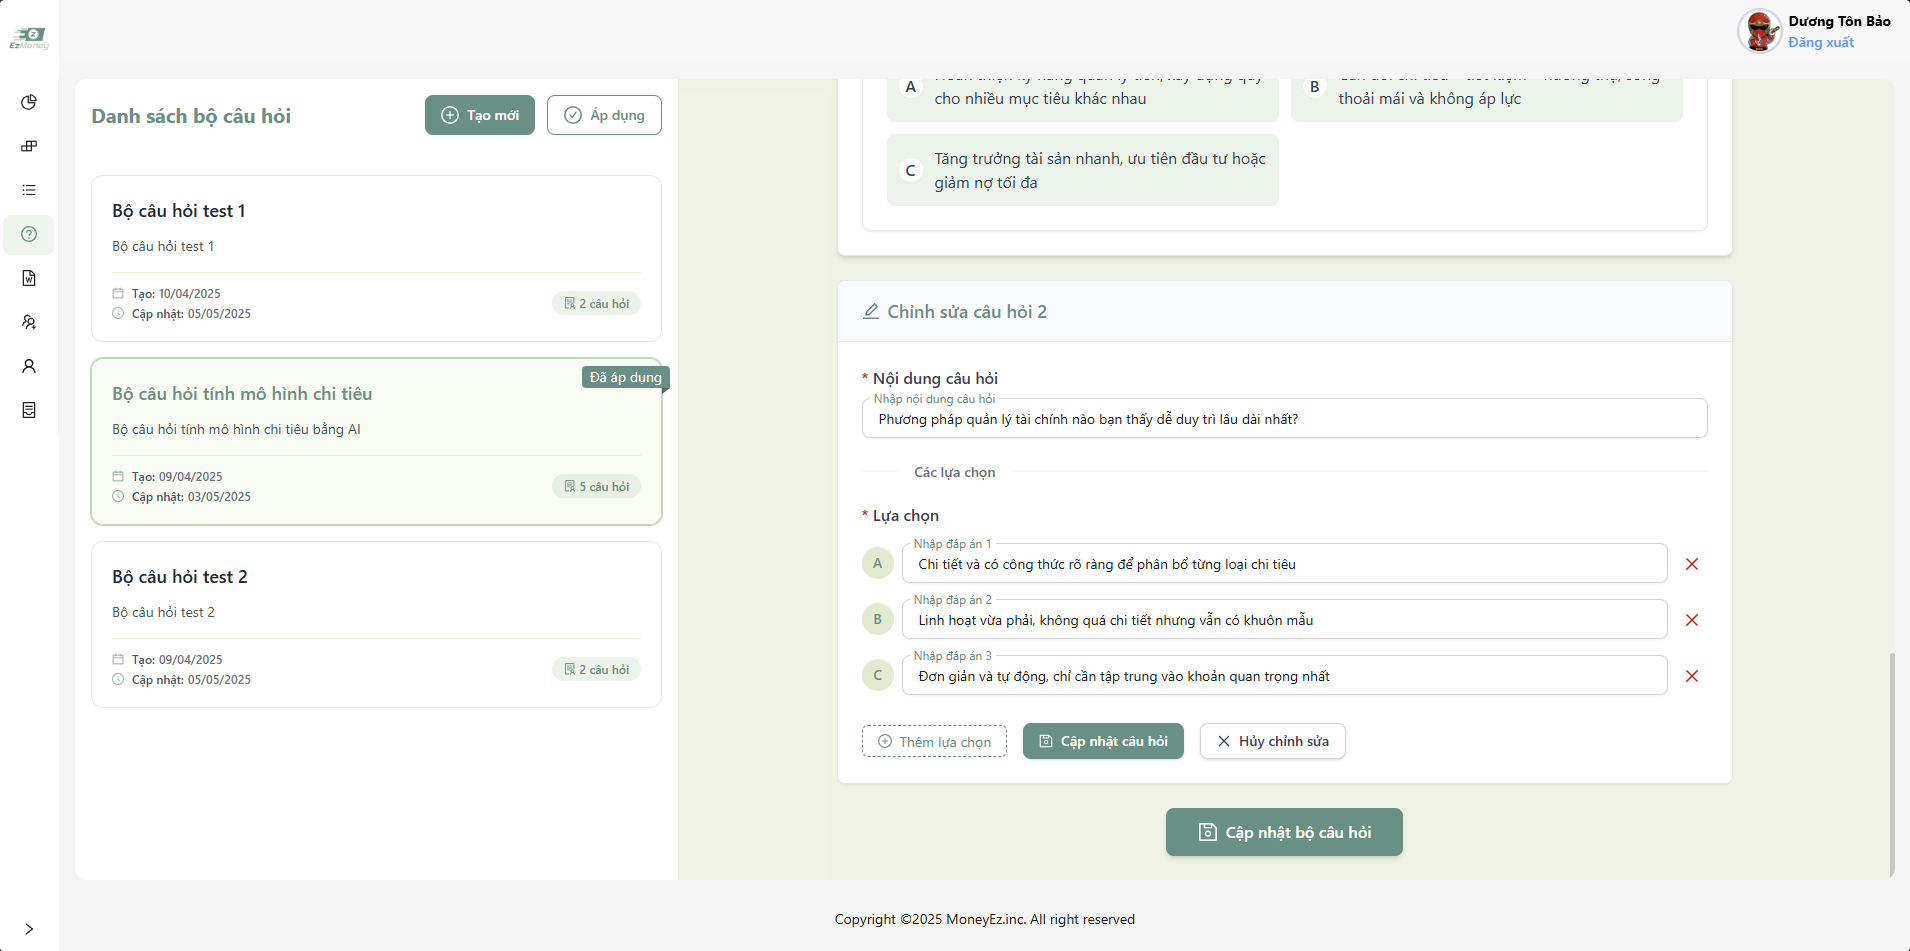 EzMoney
Dương Tôn Bảo
Đăng xuất
Danh sách bộ câu hỏi
Tạo mới
Áp dụng
Bộ câu hỏi test 1
Bộ câu hỏi test 1
Tạo: 10/04/2025
Cập nhật: 05/05/2025
2 câu hỏi
Đã áp dụng
Bộ câu hỏi tính mô hình chi tiêu
Bộ câu hỏi tính mô hình chi tiêu bằng AI
Tạo: 09/04/2025
Cập nhật: 03/05/2025
5 câu hỏi
Bộ câu hỏi test 2
Bộ câu hỏi test 2
Tạo: 09/04/2025
Cập nhật: 05/05/2025
2 câu hỏi
A
cho nhiều mục tiêu khác nhau
B
thoải mái và không áp lực
C
Tăng trưởng tài sản nhanh, ưu tiên đầu tư hoặc
giảm nợ tối đa
Chỉnh sửa câu hỏi 2
* Nội dung câu hỏi
Nhập nội dung câu hỏi
Phương pháp quản lý tài chính nào bạn thấy dễ duy trì lâu dài nhất?
Các lựa chọn
* Lựa chọn
Nhập đáp án 1
A
Chi tiết và có công thức rõ ràng để phân bổ từng loại chi tiêu
Nhập đáp án 2
B
Linh hoạt vừa phải, không quá chi tiết nhưng vẫn có khuôn mẫu
Nhập đáp án 3
C
Đơn giản và tự động, chỉ cần tập trung vào khoản quan trọng nhất
Thêm lựa chọn
Cập nhật câu hỏi
Hủy chỉnh sửa
Cập nhật bộ câu hỏi
Copyright ©2025 MoneyEz.inc. All right reserved